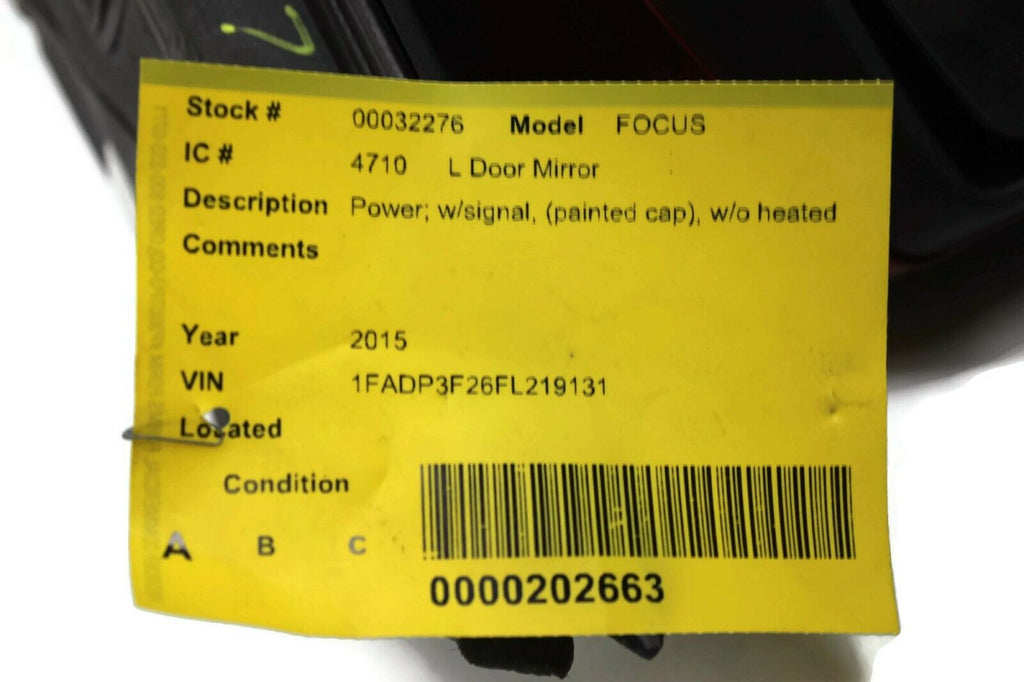 Stock # 00032276 Model FOCUS
IC # 4710 L Door Mirror
Description Power; w/signal, (painted cap), w/o heated
Comments
Year 2015
VIN 1FADP3F26FL219131
Located
Condition
A B C
0000202663